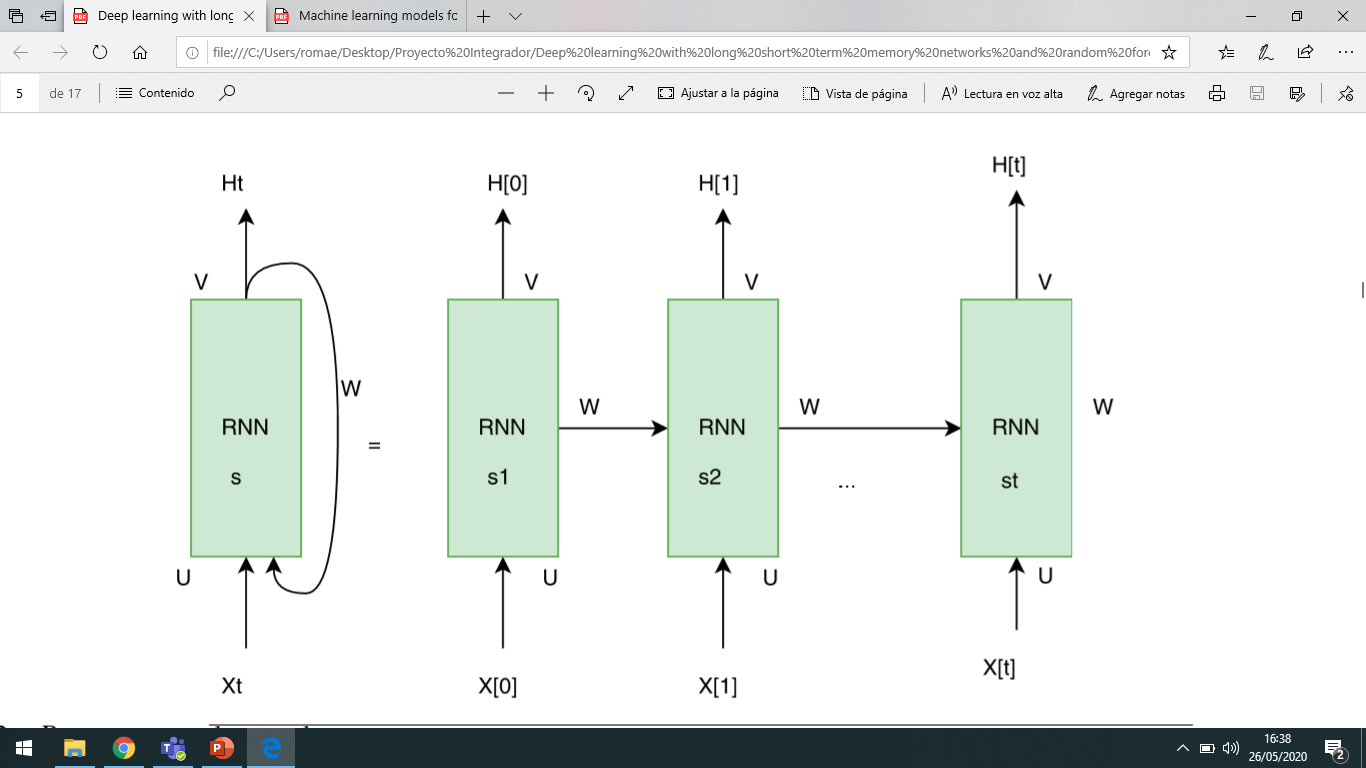 Deep learning with long
Machine learning models fo
file:///C:/Users/romae/Desktop/Proyecto%20Integrador/Deep%20learning%20with%20long%20short%20term%20memory%20networks%20and%20random%20for
5 de 17 Contenido Ajustar a la página Vista de página Lectura en voz alta Agregar notas
Ht H[0] H[1] H[t]
V V V V
W W W W
RNN RNN RNN RNN
=
s s1 s2 ... st
U U U U
Xt X[0] X[1] X[t]
16:38
26/05/2020
2